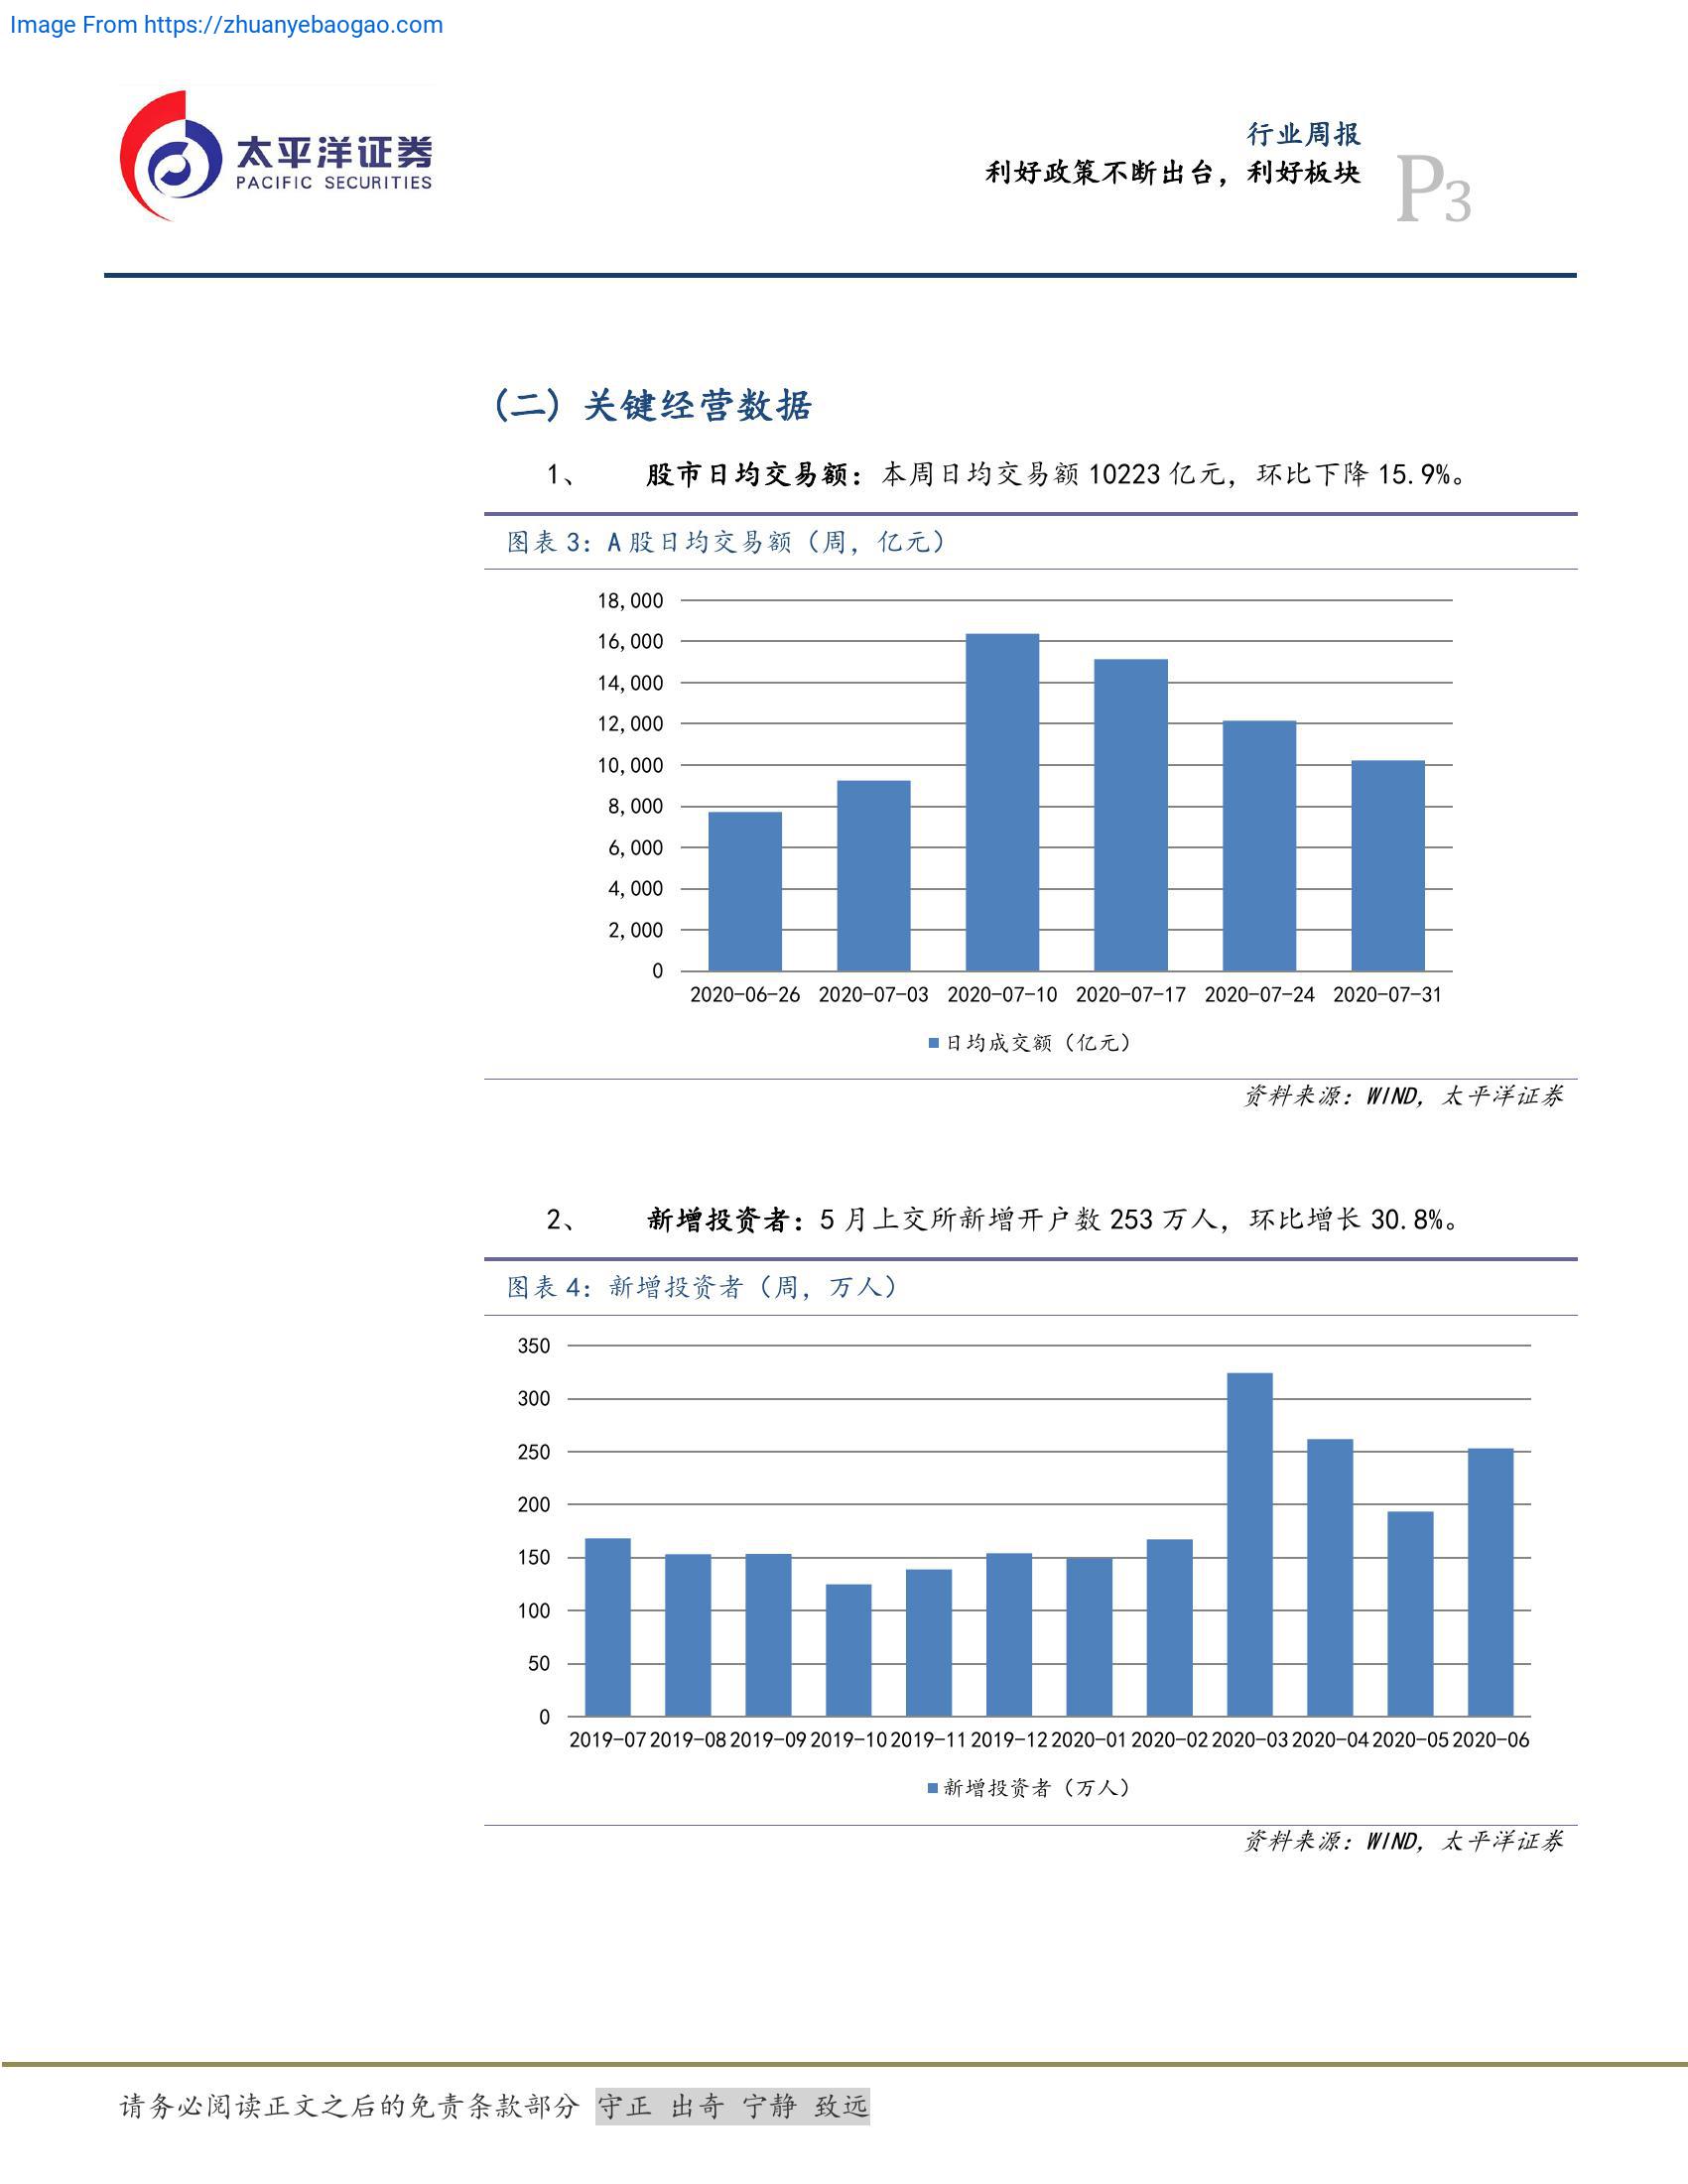 Image From https://zhuanyebaogao.com
太平洋证券
PACIFIC SECURITIES
行业周报
利好政策不断出台，利好板块
P3
(二) 关键经营数据
1、 股市日均交易额：本周日均交易额 10223 亿元，环比下降 15.9%。
图表 3：A 股日均交易额（周，亿元）
18,000
16,000
14,000
12,000
10,000
8,000
6,000
4,000
2,000
0
2020-06-26 2020-07-03 2020-07-10 2020-07-17 2020-07-24 2020-07-31
日均成交额（亿元）
资料来源：WIND，太平洋证券
2、 新增投资者：5 月上交所新增开户数 253 万人，环比增长 30.8%。
图表 4：新增投资者（周，万人）
350
300
250
200
150
100
50
0
2019-07 2019-08 2019-09 2019-10 2019-11 2019-12 2020-01 2020-02 2020-03 2020-04 2020-05 2020-06
新增投资者（万人）
资料来源：WIND，太平洋证券
请务必阅读正文之后的免责条款部分 守正 出奇 宁静 致远